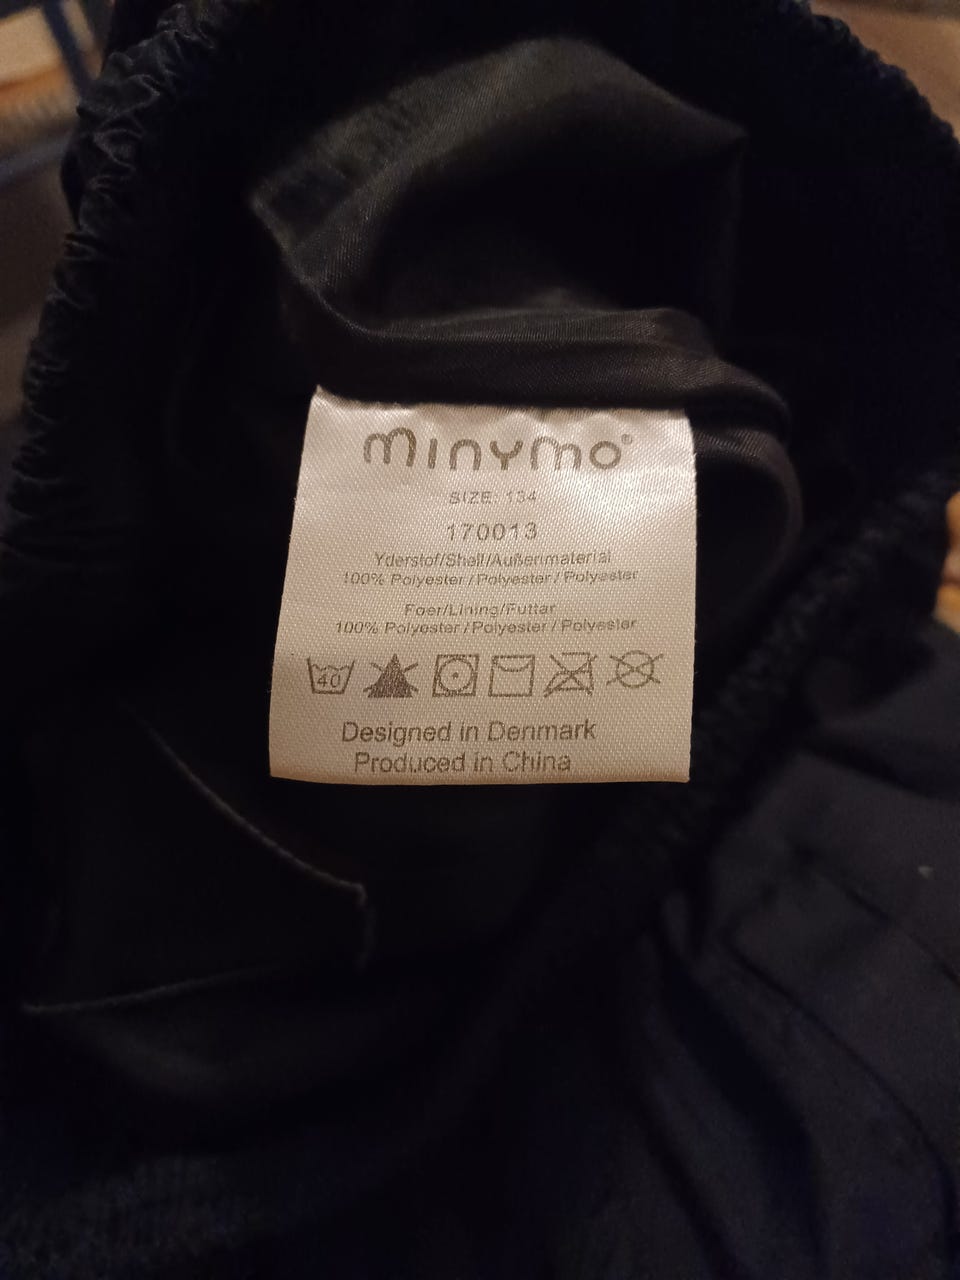 minymo®
SIZE: 134
170013
Yderstof/Shell/Außenmaterial
100% Polyester / Polyester / Polyester
Foer/Lining/Futtar
100% Polyester / Polyester / Polyester
40
Designed in Denmark
Produced in China